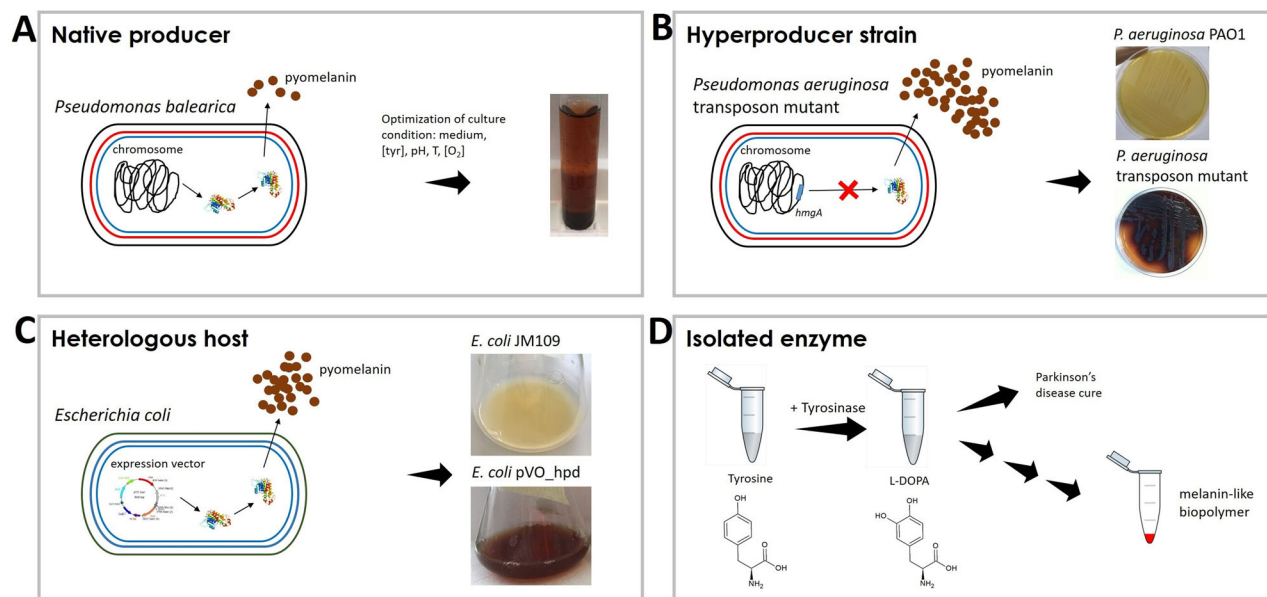 A
Native producer
pyomelanin
Pseudomonas balearica
chromosome
Optimization of culture
condition: medium,
[tyr], pH, T, [O₂]
B
Hyperproducer strain
pyomelanin
Pseudomonas aeruginosa
transposon mutant
chromosome
hmgA
P. aeruginosa PAO1
P. aeruginosa
transposon mutant
C
Heterologous host
pyomelanin
Escherichia coli
expression vector
E. coli JM109
E. coli pVO_hpd
D
Isolated enzyme
+ Tyrosinase
Tyrosine
L-DOPA
Parkinson's
disease cure
melanin-like
biopolymer
OH
O
OH
NH₂
OH
HO
O
OH
NH₂